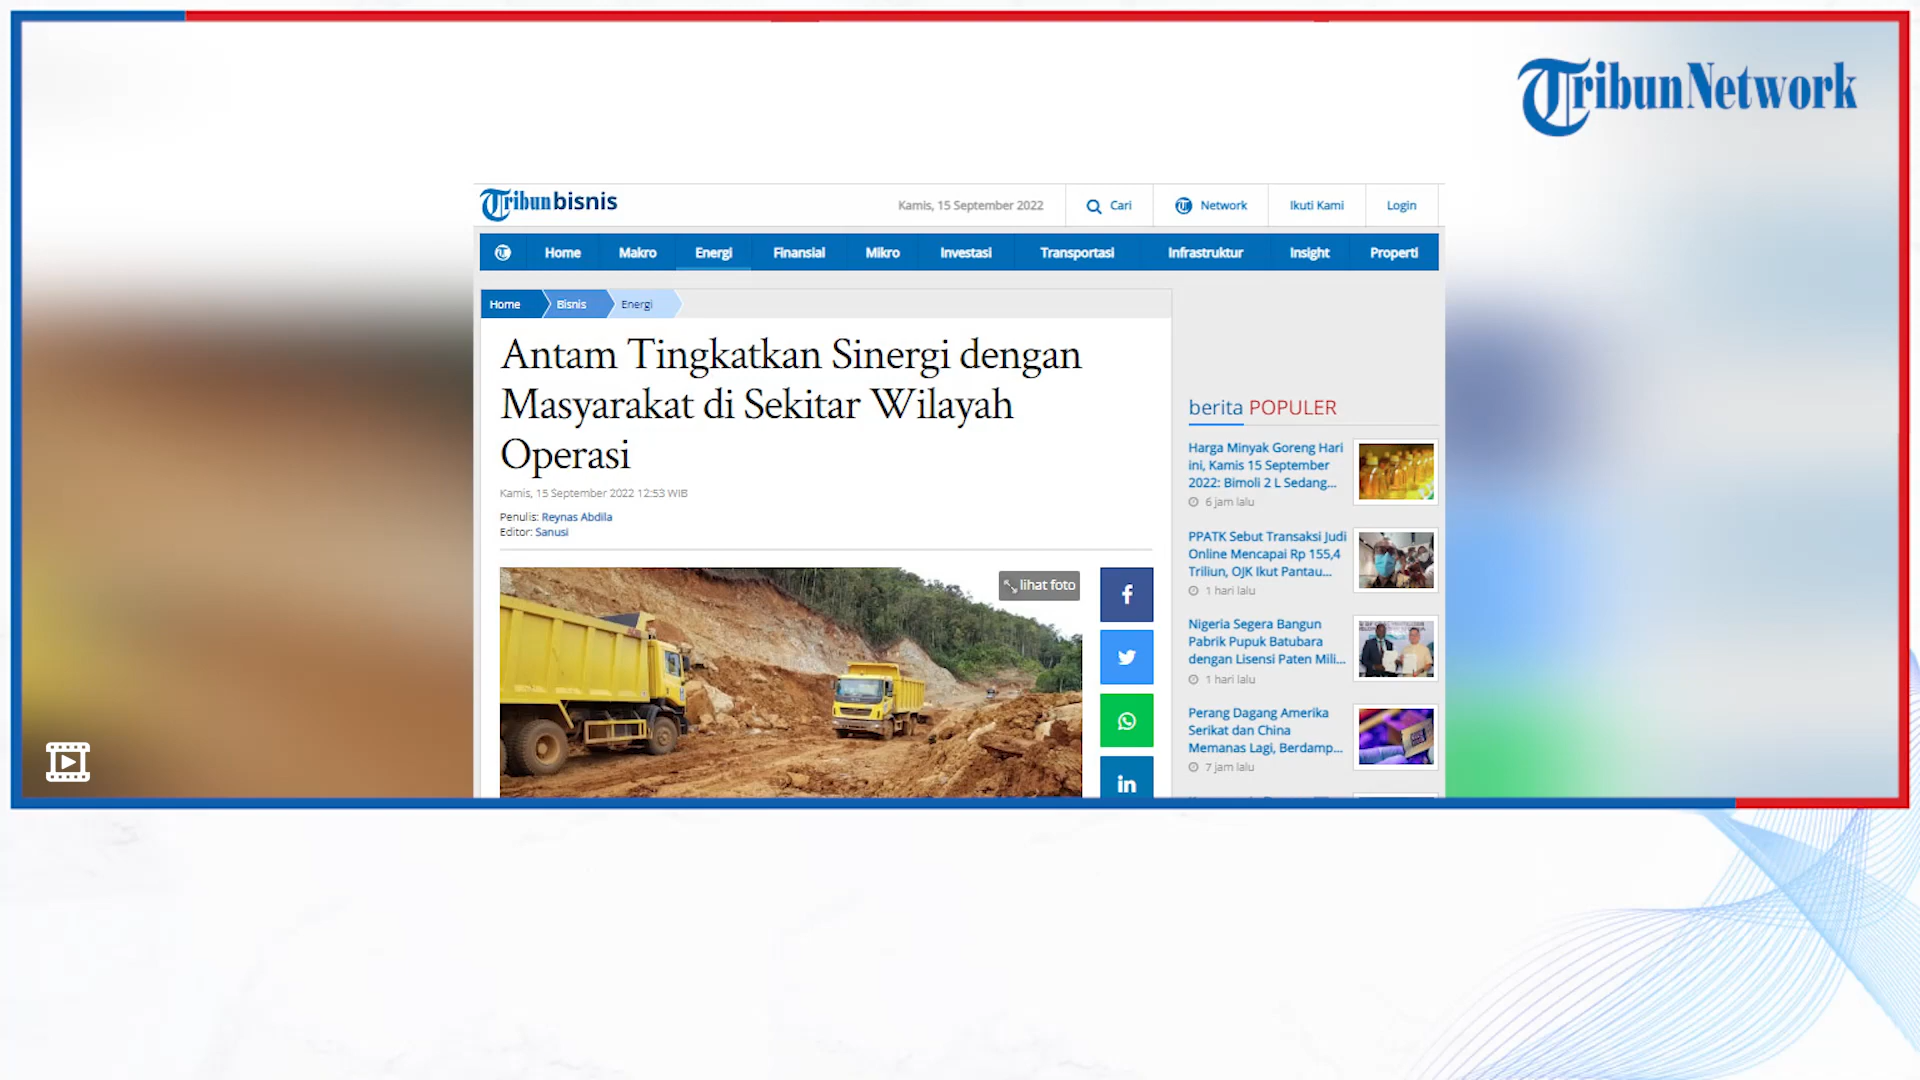 Tribun Network
Tribunbisnis
Kamis, 15 September 2022
Cari
Network
Ikuti Kami
Login
Home
Makro
Energi
Finansial
Mikro
Investasi
Transportasi
Infrastruktur
Insight
Properti
Home
Bisnis
Energi
Antam Tingkatkan Sinergi dengan
Masyarakat di Sekitar Wilayah
Operasi
Kamis, 15 September 2022 12:53 WIB
Penulis: Reynas Abdila
Editor: Sanusi
lihat foto
berita POPULER
Harga Minyak Goreng Hari
ini, Kamis 15 September
2022: Bimoli 2 L Sedang...
6 jam lalu
PPATK Sebut Transaksi Judi
Online Mencapai Rp 155,4
Triliun, OJK Ikut Pantau...
1 hari lalu
Nigeria Segera Bangun
Pabrik Pupuk Batubara
dengan Lisensi Paten Mili...
1 hari lalu
Perang Dagang Amerika
Serikat dan China
Memanas Lagi, Berdamp...
7 jam lalu